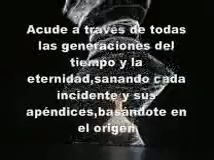 Acude a través de todas
las generaciones del
tiempo y la
eternidad,sanando cada
incidente y sus
apéndices,basándote en
el origen